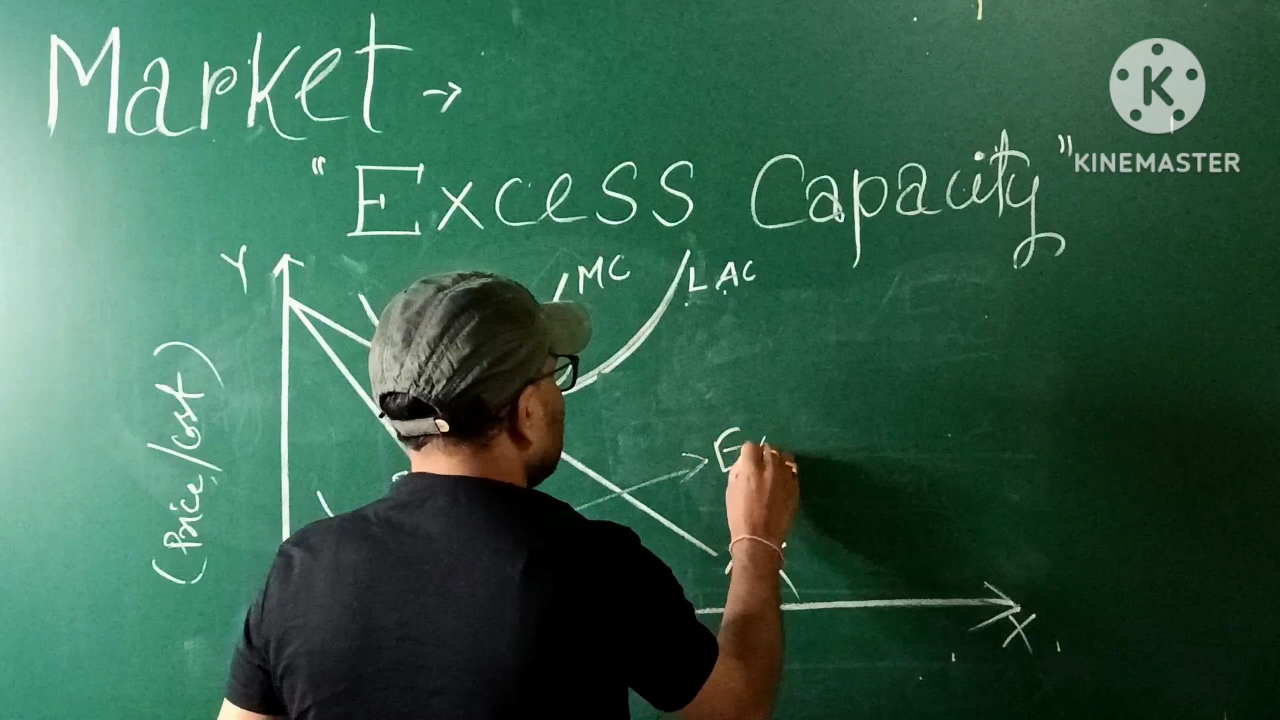 Market →
"Excess Capacity"
KINEMASTER
Y
MC
LAC
(Price/cost)
E
X